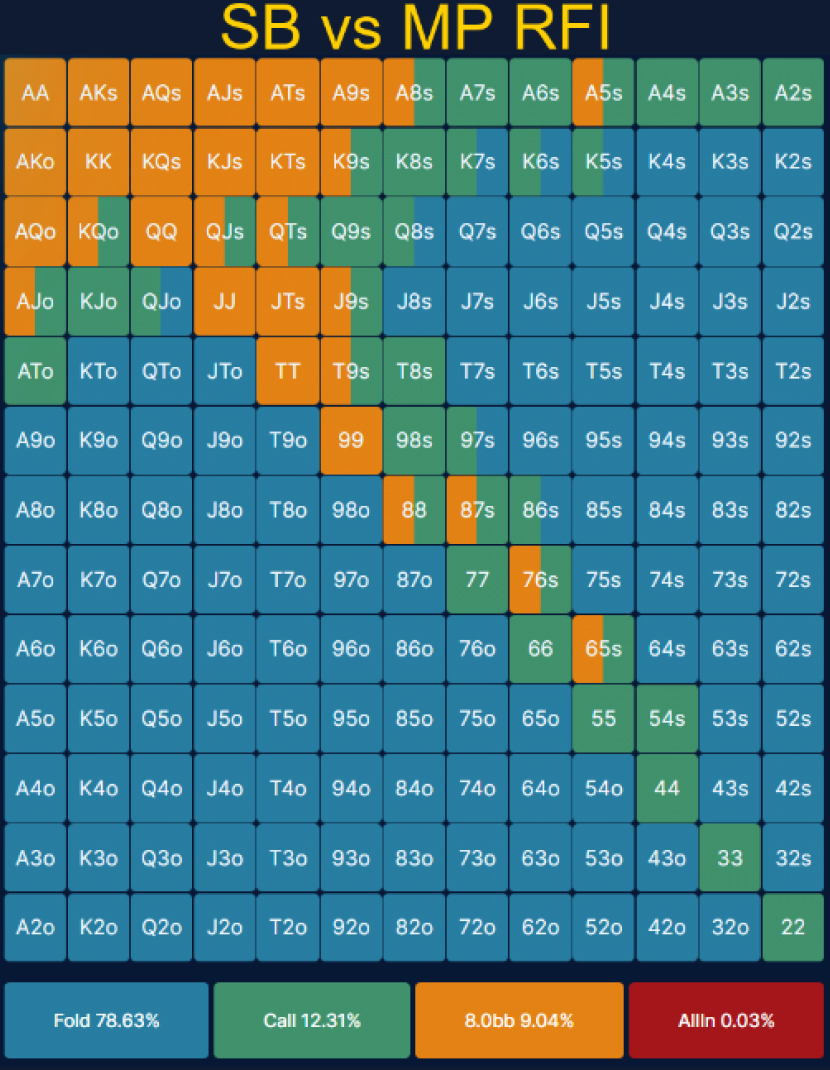 SB vs MP RFI
AA AKs AQs AJs ATs A9s A8s A7s A6s A5s A4s A3s A2s
AKo KK KQs KJs KTs K9s K8s K7s K6s K5s K4s K3s K2s
AQo KQo QQ QJs QTs Q9s Q8s Q7s Q6s Q5s Q4s Q3s Q2s
AJo KJo QJo JJ JTs J9s J8s J7s J6s J5s J4s J3s J2s
ATo KTo QTo JTo TT T9s T8s T7s T6s T5s T4s T3s T2s
A9o K9o Q9o J9o T9o 99 98s 97s 96s 95s 94s 93s 92s
A8o K8o Q8o J8o T8o 98o 88 87s 86s 85s 84s 83s 82s
A7o K7o Q7o J7o T7o 97o 87o 77 76s 75s 74s 73s 72s
A6o K6o Q6o J6o T6o 96o 86o 76o 66 65s 64s 63s 62s
A5o K5o Q5o J5o T5o 95o 85o 75o 65o 55 54s 53s 52s
A4o K4o Q4o J4o T4o 94o 84o 74o 64o 54o 44 43s 42s
A3o K3o Q3o J3o T3o 93o 83o 73o 63o 53o 43o 33 32s
A2o K2o Q2o J2o T2o 92o 82o 72o 62o 52o 42o 32o 22
Fold 78.63% Call 12.31% 8.0bb 9.04% AllIn 0.03%